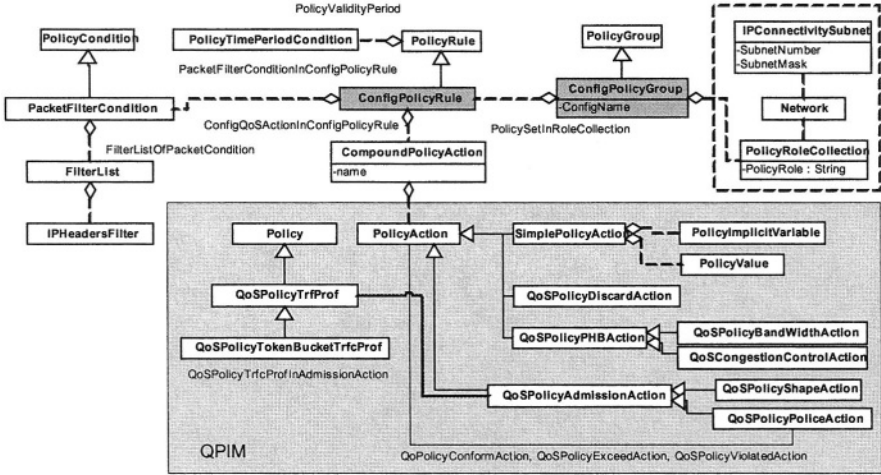 PolicyValidityPeriod
PolicyCondition
PolicyTimePeriodCondition
PolicyRule
PolicyGroup
IPConnectivitySubnet
-SubnetNumber
-SubnetMask
PacketFilterConditionInConfigPolicyRule
PacketFilterCondition
ConfigPolicyRule
ConfigPolicyGroup
-ConfigName
Network
ConfigQoSActionInConfigPolicyRule
PolicySetInRoleCollection
FilterListOfPacketCondition
CompoundPolicyAction
-name
PolicyRoleCollection
-PolicyRole : String
FilterList
IPHeadersFilter
Policy
PolicyAction
SimplePolicyAction
PolicyImplicitVariable
PolicyValue
QoSPolicyTrfProf
QoSPolicyDiscardAction
QoSPolicyTokenBucketTrfcProf
QoSPolicyPHBAction
QoSPolicyBandWidthAction
QoSCongestionControlAction
QoSPolicyTrfcProfInAdmissionAction
QoSPolicyAdmissionAction
QoSPolicyShapeAction
QoSPolicyPoliceAction
QPIM
QoPolicyConformAction, QoSPolicyExceedAction, QoSPolicyViolatedAction